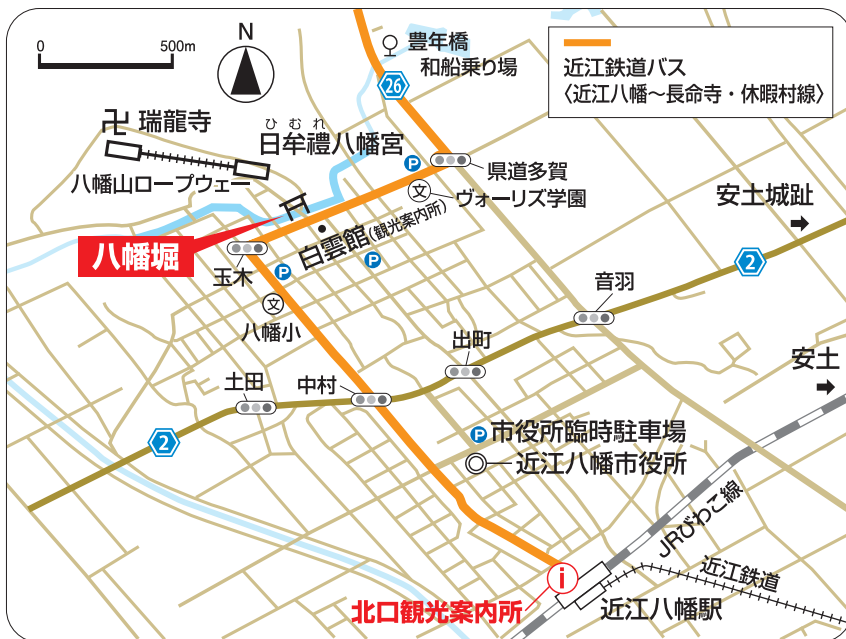 0 500m
N
豊年橋
和船乗り場
26
近江鉄道バス
〈近江八幡～長命寺・休暇村線〉
卍 瑞龍寺
ひむれ
日牟禮八幡宮
八幡山ロープウェー
P
県道多賀
文
ヴォーリズ学園
安土城趾
八幡堀
白雲館(観光案内所)
玉木
P
P
2
文
八幡小
音羽
出町
安土
土田
中村
2
P 市役所臨時駐車場
近江八幡市役所
JRびわこ線
i
近江鉄道
北口観光案内所
近江八幡駅